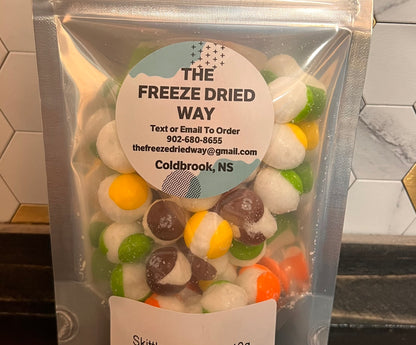 THE
FREEZE DRIED
WAY
Text or Email To Order
902-680-8655
thefreezedriedway@gmail.com
Coldbrook, NS